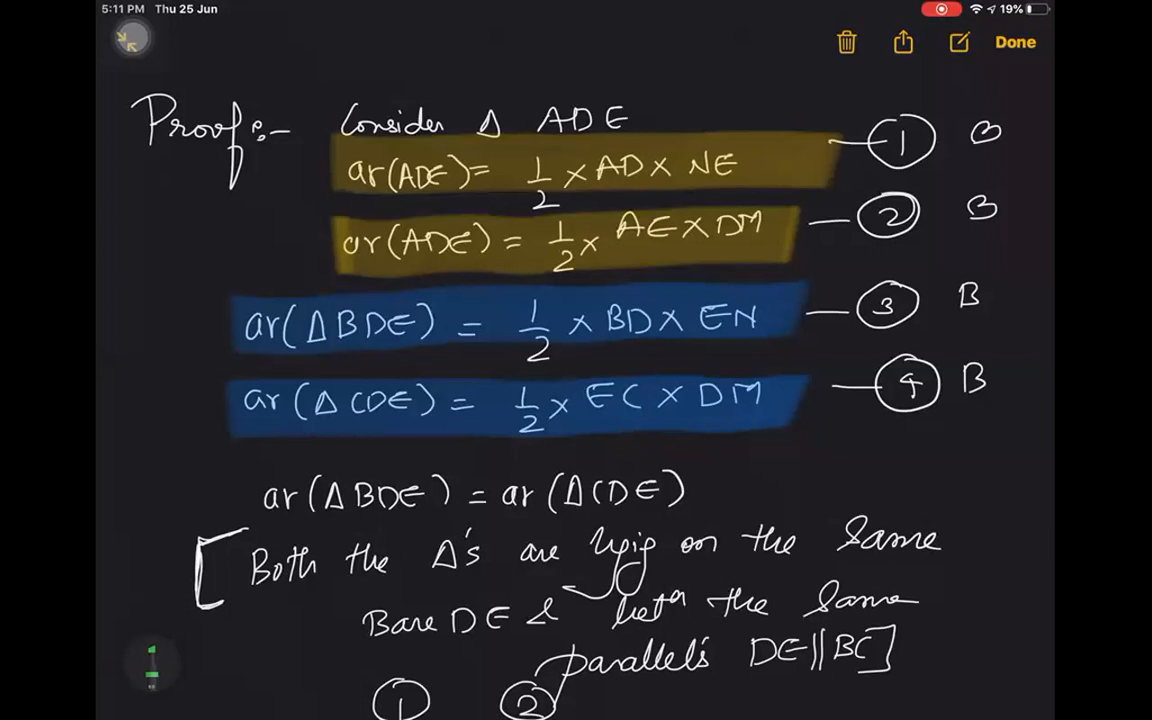 5:11 PM Thu 25 Jun
19%
Done
Proof:- Consider Δ ADE
ar(ADE)= 1/2 × AD × NE — ① B
ar(ADE) = 1/2 × AE × DM — ② B
ar(ΔBDE) = 1/2 × BD × EN — ③ B
ar(ΔCDE) = 1/2 × EC × DM — ④ B
ar(ΔBDE) = ar(ΔCDE)
[Both the Δ's are lyig on the Same
Base DE & betn the Same
parallels DE||BC]
① ②